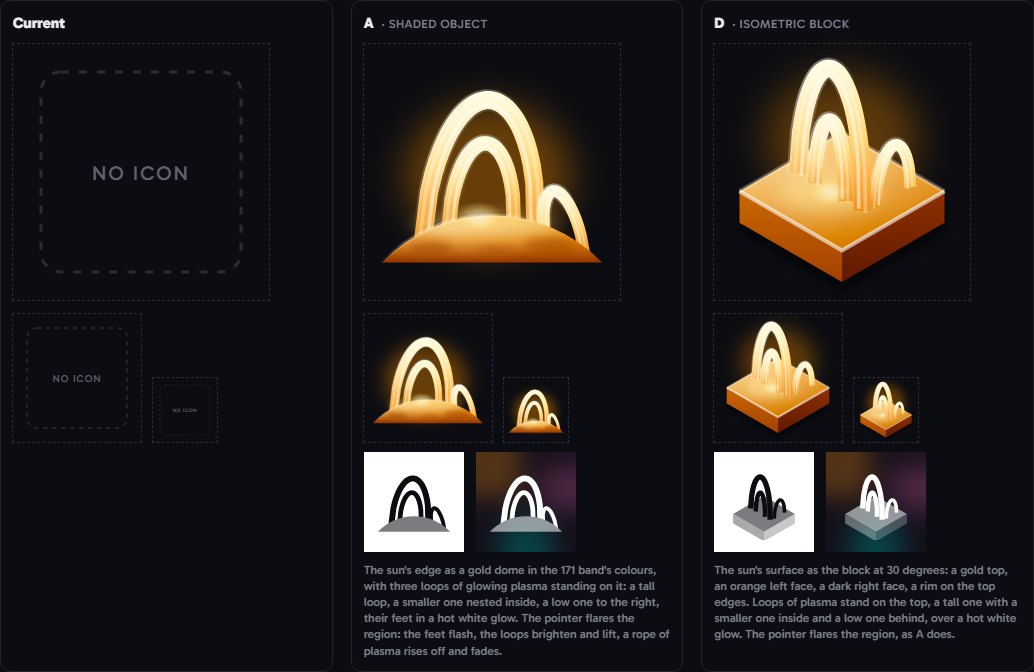 Current
NO ICON
NO ICON
NO ICON
A · SHADED OBJECT
The sun's edge as a gold dome in the 171 band's colours,
with three loops of glowing plasma standing on it: a tall
loop, a smaller one nested inside, a low one to the right,
their feet in a hot white glow. The pointer flares the
region: the feet flash, the loops brighten and lift, a rope of
plasma rises off and fades.
D · ISOMETRIC BLOCK
The sun's surface as the block at 30 degrees: a gold top,
an orange left face, a dark right face, a rim on the top
edges. Loops of plasma stand on the top, a tall one with a
smaller one inside and a low one behind, over a hot white
glow. The pointer flares the region, as A does.